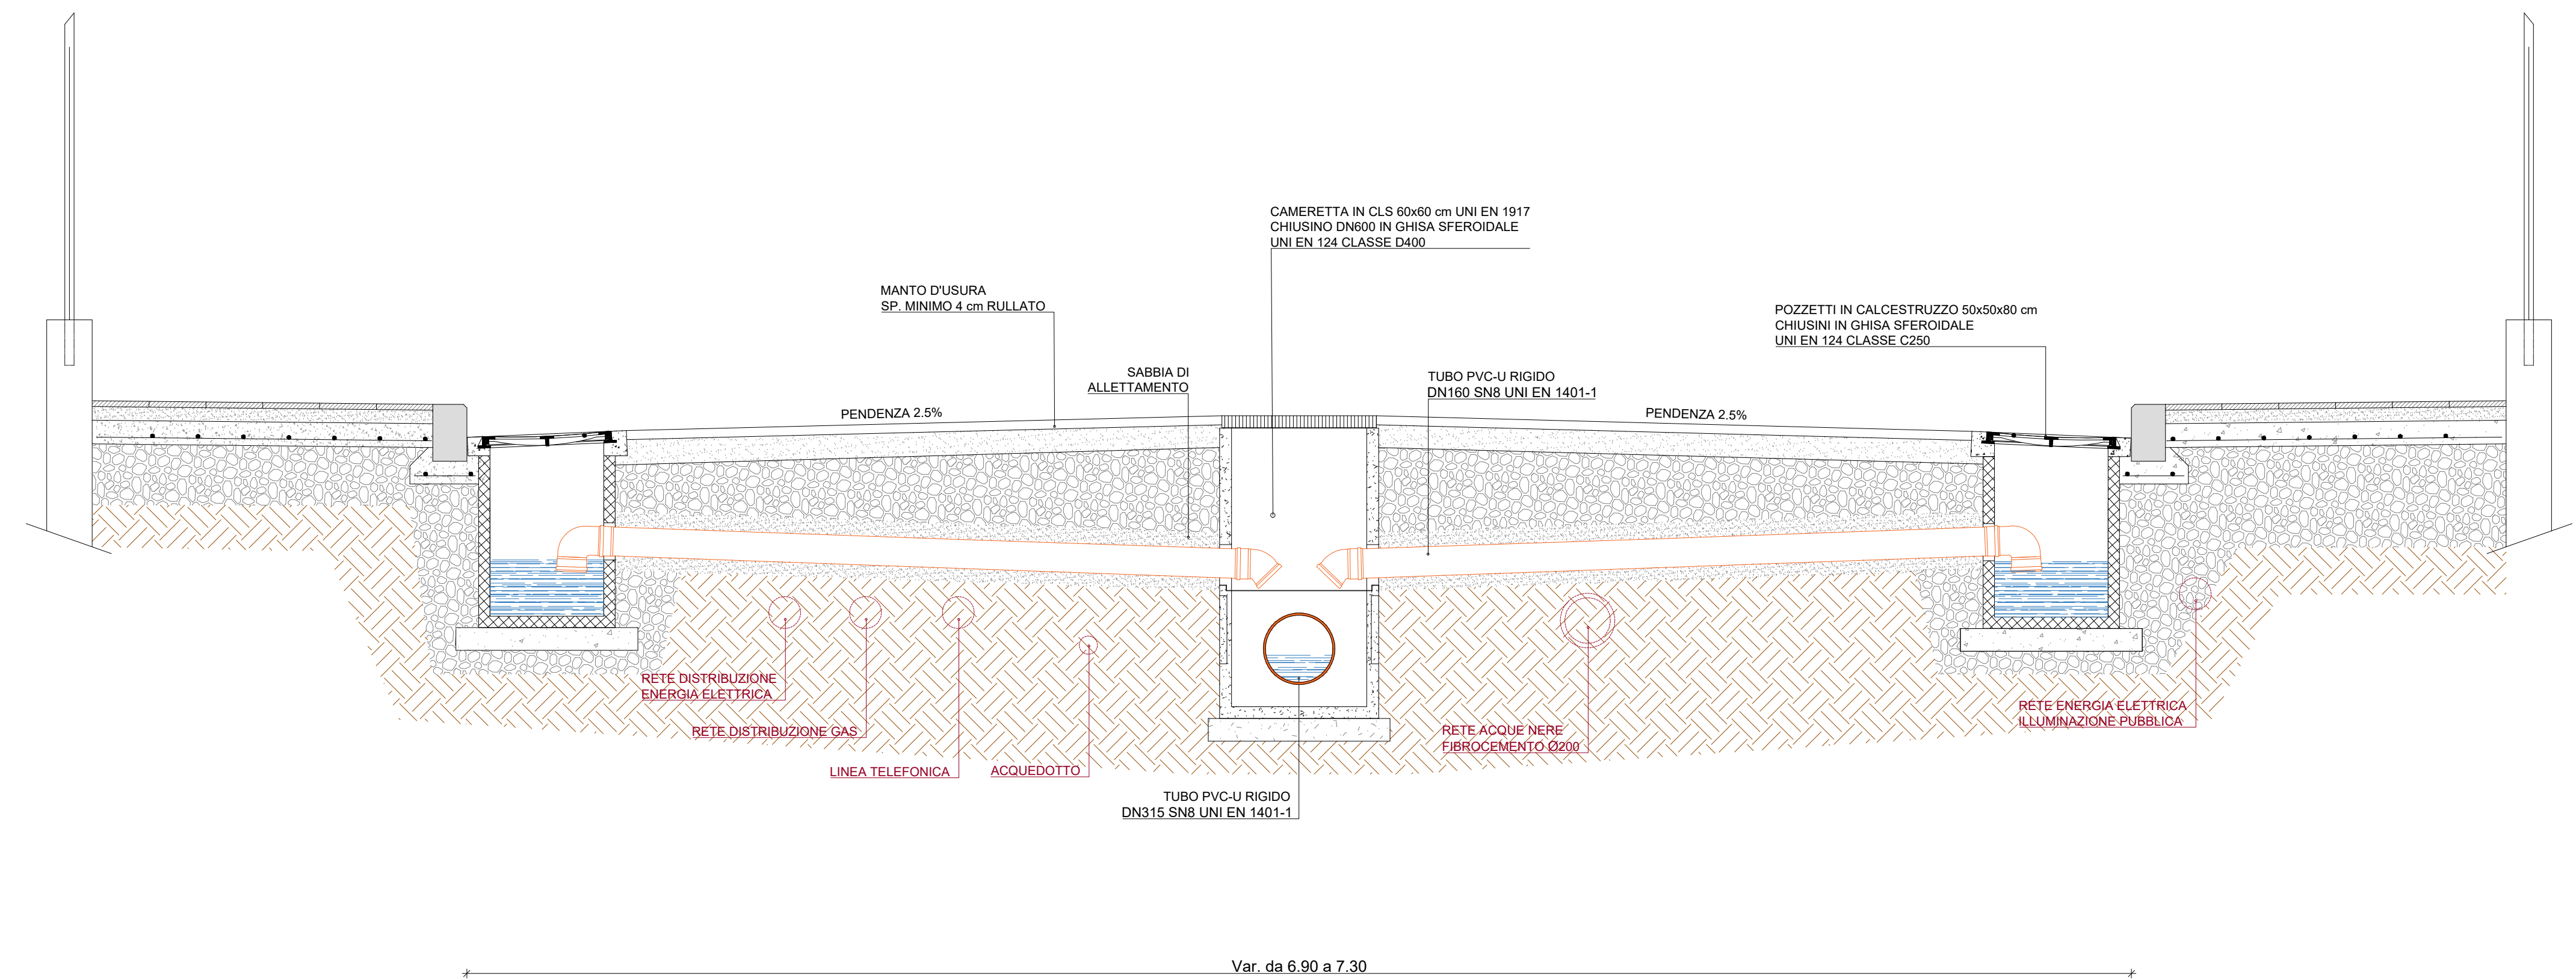 CAMERETTA IN CLS 60x60 cm UNI EN 1917
CHIUSINO DN600 IN GHISA SFEROIDALE
UNI EN 124 CLASSE D400
MANTO D'USURA
SP. MINIMO 4 cm RULLATO
POZZETTI IN CALCESTRUZZO 50x50x80 cm
CHIUSINI IN GHISA SFEROIDALE
UNI EN 124 CLASSE C250
SABBIA DI
ALLETTAMENTO
TUBO PVC-U RIGIDO
DN160 SN8 UNI EN 1401-1
PENDENZA 2.5%
PENDENZA 2.5%
RETE DISTRIBUZIONE
ENERGIA ELETTRICA
RETE DISTRIBUZIONE GAS
LINEA TELEFONICA
ACQUEDOTTO
RETE ACQUE NERE
FIBROCEMENTO Ø200
RETE ENERGIA ELETTRICA
ILLUMINAZIONE PUBBLICA
TUBO PVC-U RIGIDO
DN315 SN8 UNI EN 1401-1
Var. da 6.90 a 7.30